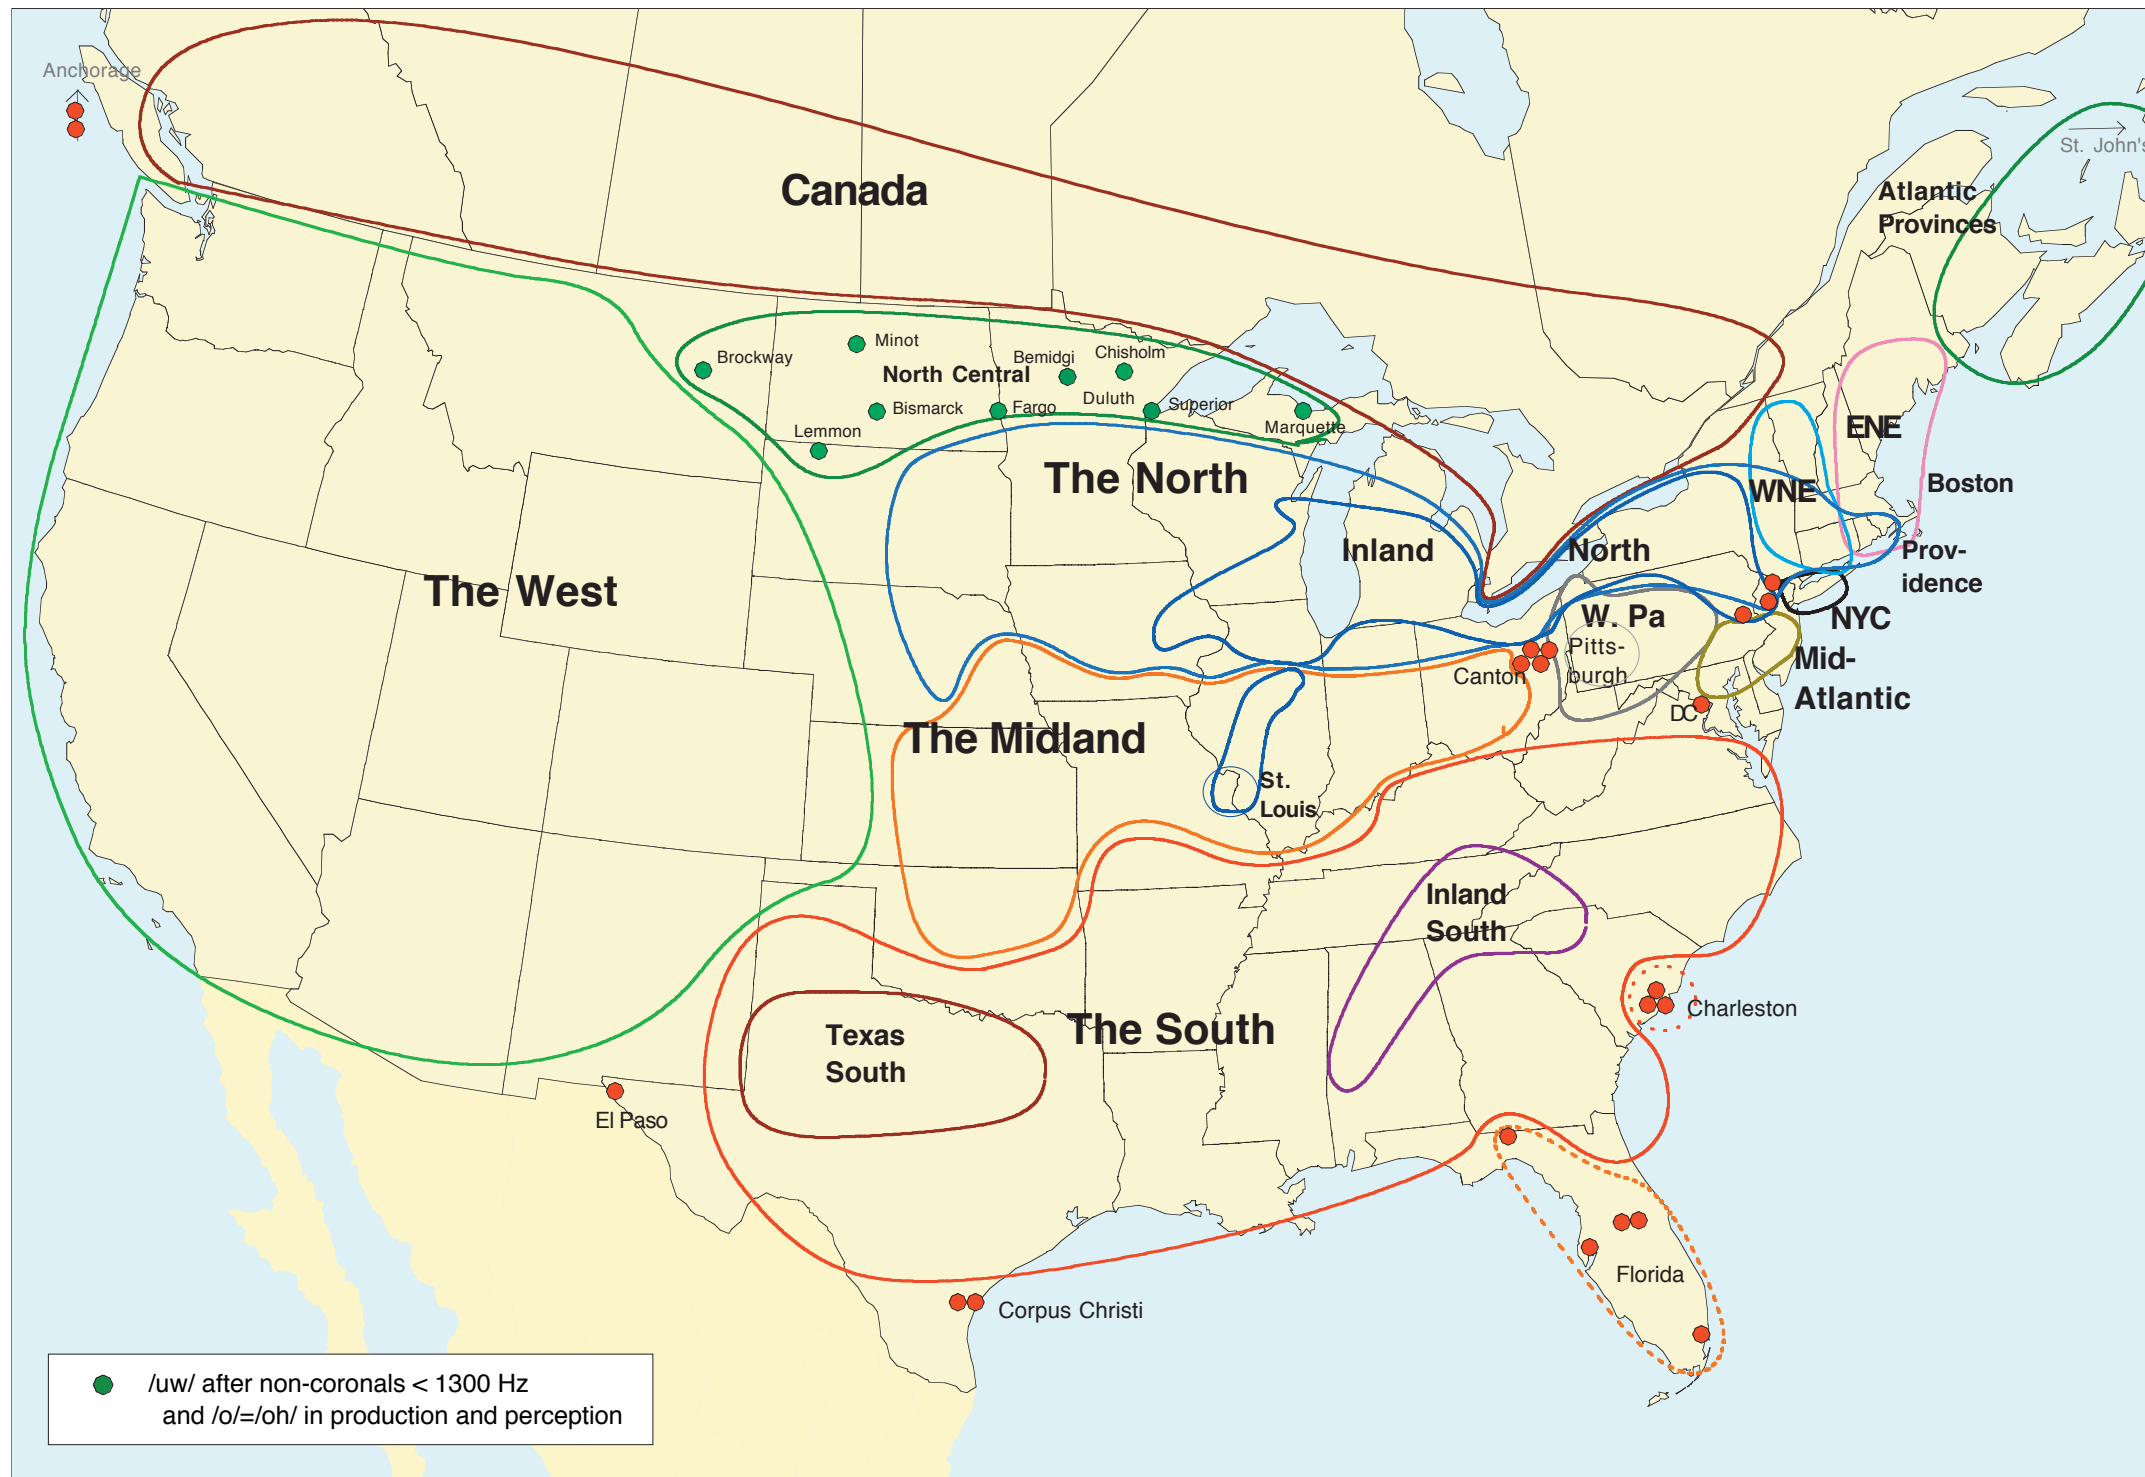 Anchorage
St. John's
Canada
Atlantic
Provinces
Minot
Brockway
Bemidgi
Chisholm
North Central
Duluth
Superior
Bismarck
Fargo
Marquette
Lemmon
ENE
The North
WNE
Boston
Inland
North
Prov-
idence
The West
W. Pa
NYC
Pitts-
burgh
Canton
Mid-
Atlantic
DC
The Midland
St.
Louis
Inland
South
Charleston
Texas
South
The South
El Paso
Florida
Corpus Christi
/uw/ after non-coronals < 1300 Hz
and /o/=/oh/ in production and perception